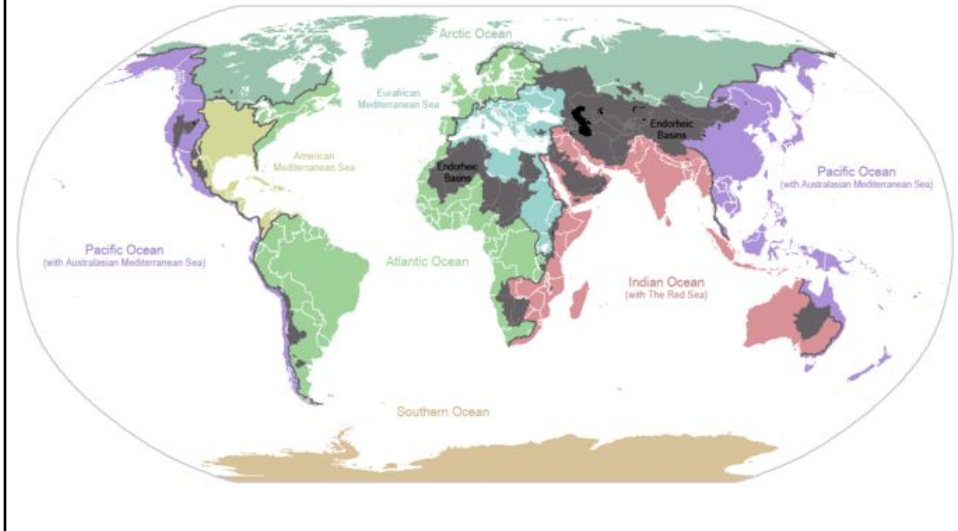 Arctic Ocean
Eurafrican
Mediterranean Sea
American
Mediterranean Sea
Endorheic
Basins
Endorheic
Basins
Pacific Ocean
(with Australasian Mediterranean Sea)
Pacific Ocean
(with Australasian Mediterranean Sea)
Atlantic Ocean
Indian Ocean
(with The Red Sea)
Southern Ocean